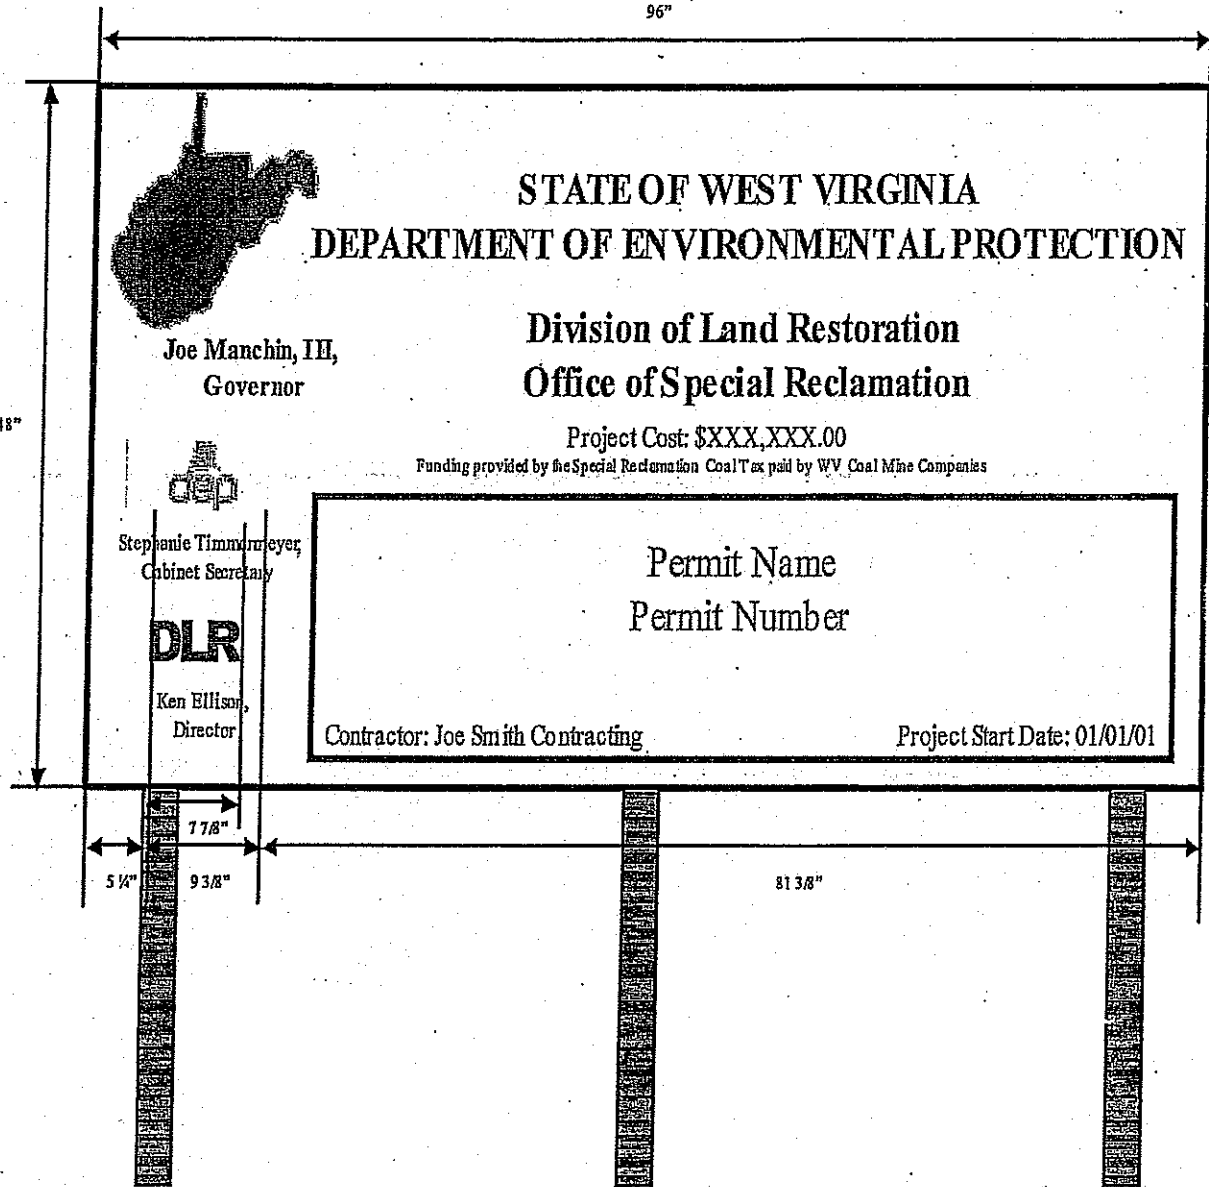 96"
STATE OF WEST VIRGINIA
DEPARTMENT OF ENVIRONMENTAL PROTECTION
Division of Land Restoration
Office of Special Reclamation
Joe Manchin, III,
Governor
48"
Project Cost: $XXX,XXX.00
Funding provided by the Special Reclamation Coal Tax paid by WV Coal Mine Companies
dep
Stephanie Timmermeyer,
Cabinet Secretary
Permit Name
Permit Number
DLR
Ken Ellison,
Director
Contractor: Joe Smith Contracting
Project Start Date: 01/01/01
7 7/8"
5 ¼"
9 3/8"
81 3/8"